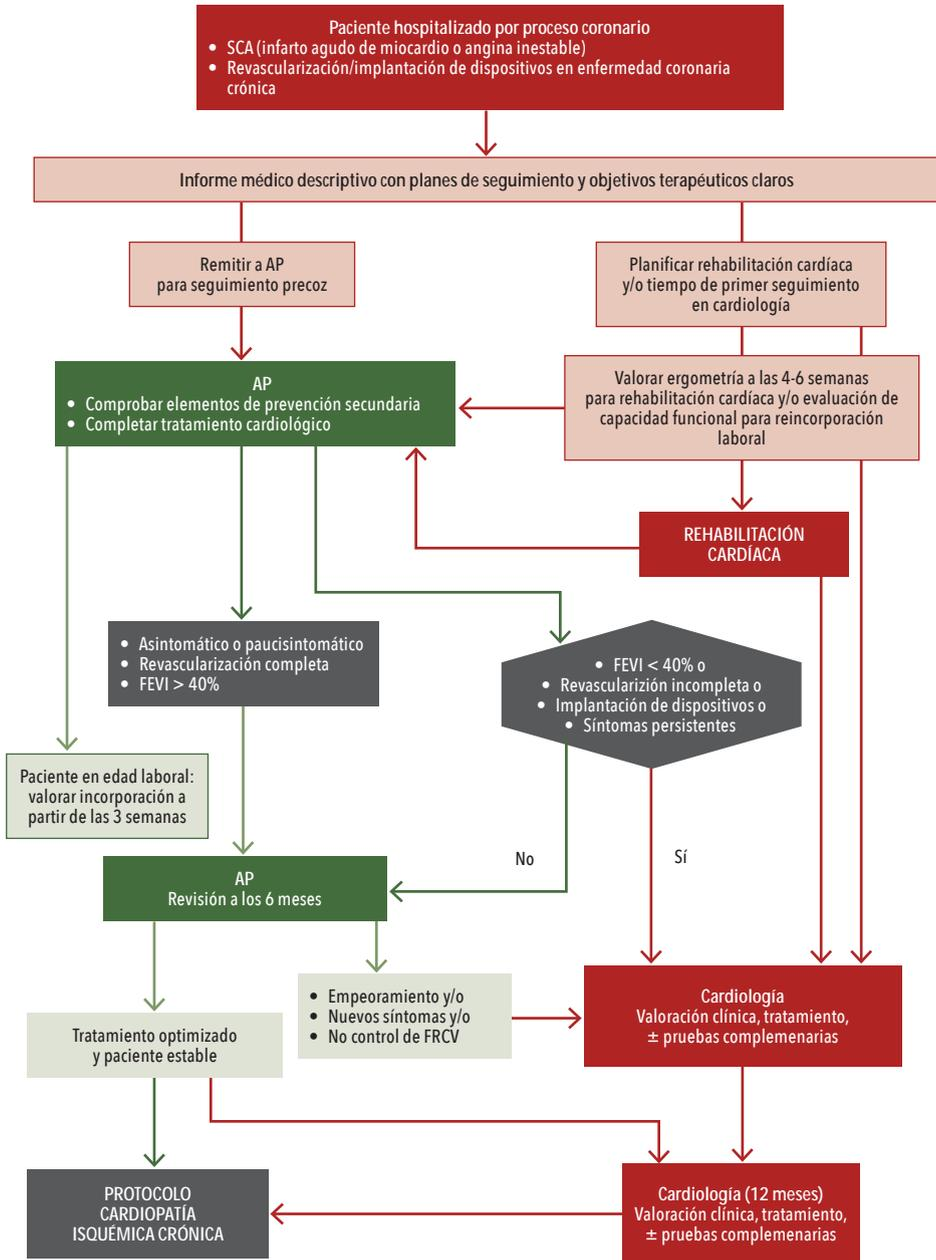 Paciente hospitalizado por proceso coronario
• SCA (infarto agudo de miocardio o angina inestable)
• Revascularización/implantación de dispositivos en enfermedad coronaria
crónica
Informe médico descriptivo con planes de seguimiento y objetivos terapéuticos claros
Remitir a AP
para seguimiento precoz
Planificar rehabilitación cardíaca
y/o tiempo de primer seguimiento
en cardiología
AP
• Comprobar elementos de prevención secundaria
• Completar tratamiento cardiológico
Valorar ergometría a las 4-6 semanas
para rehabilitación cardíaca y/o evaluación de
capacidad funcional para reincorporación
laboral
REHABILITACIÓN
CARDÍACA
• Asintomático o paucisintomático
• Revascularización completa
• FEVI > 40%
• FEVI < 40% o
• Revascularizión incompleta o
• Implantación de dispositivos o
• Síntomas persistentes
Paciente en edad laboral:
valorar incorporación a
partir de las 3 semanas
No
Sí
AP
Revisión a los 6 meses
• Empeoramiento y/o
• Nuevos síntomas y/o
• No control de FRCV
Cardiología
Valoración clínica, tratamiento,
± pruebas complemenarias
Tratamiento optimizado
y paciente estable
PROTOCOLO
CARDIOPATÍA
ISQUÉMICA CRÓNICA
Cardiología (12 meses)
Valoración clínica, tratamiento,
± pruebas complemenarias